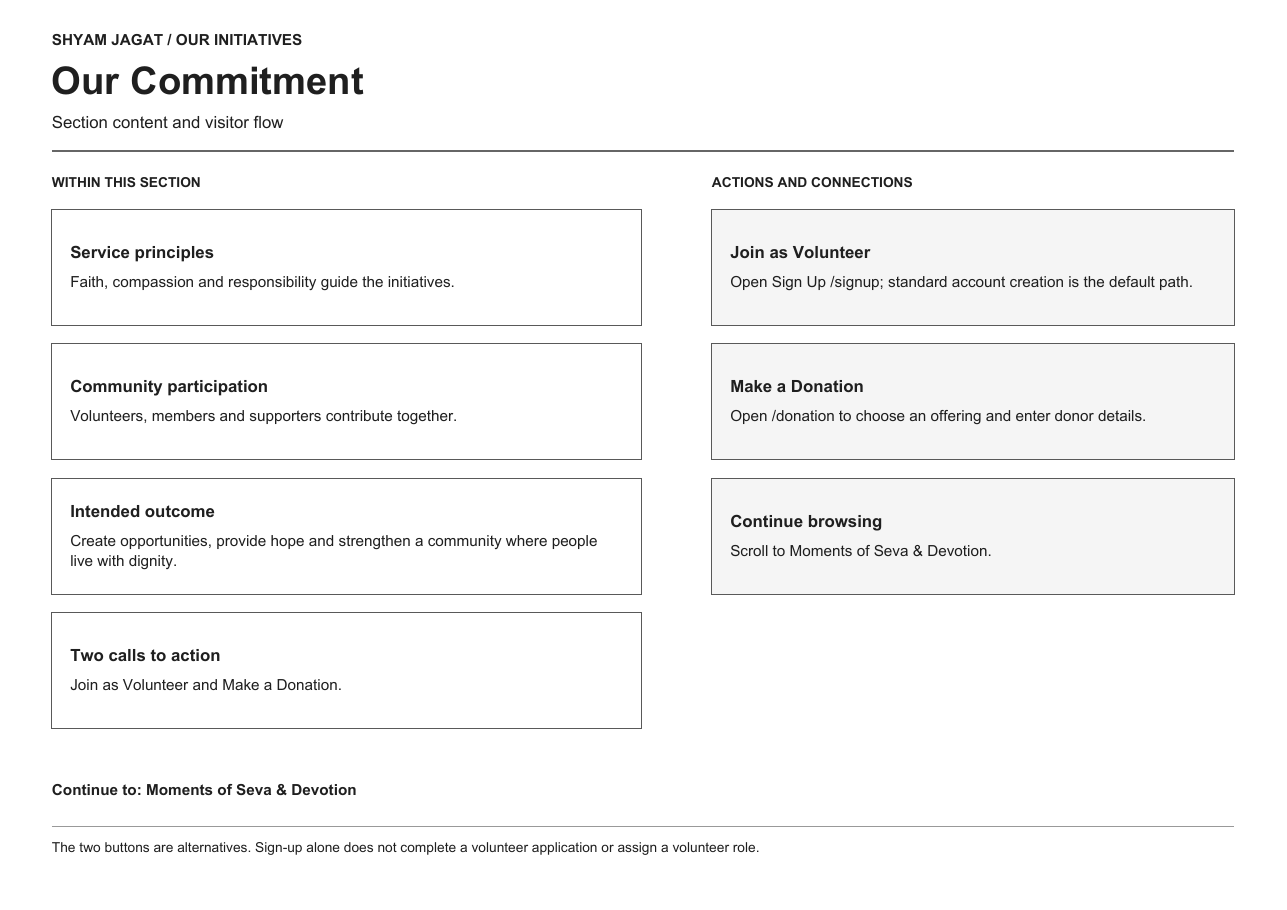 SHYAM JAGAT / OUR INITIATIVES
Our Commitment
Section content and visitor flow
WITHIN THIS SECTION
Service principles
Faith, compassion and responsibility guide the initiatives.
Community participation
Volunteers, members and supporters contribute together.
Intended outcome
Create opportunities, provide hope and strengthen a community where people
live with dignity.
Two calls to action
Join as Volunteer and Make a Donation.
ACTIONS AND CONNECTIONS
Join as Volunteer
Open Sign Up /signup; standard account creation is the default path.
Make a Donation
Open /donation to choose an offering and enter donor details.
Continue browsing
Scroll to Moments of Seva & Devotion.
Continue to: Moments of Seva & Devotion
The two buttons are alternatives. Sign-up alone does not complete a volunteer application or assign a volunteer role.